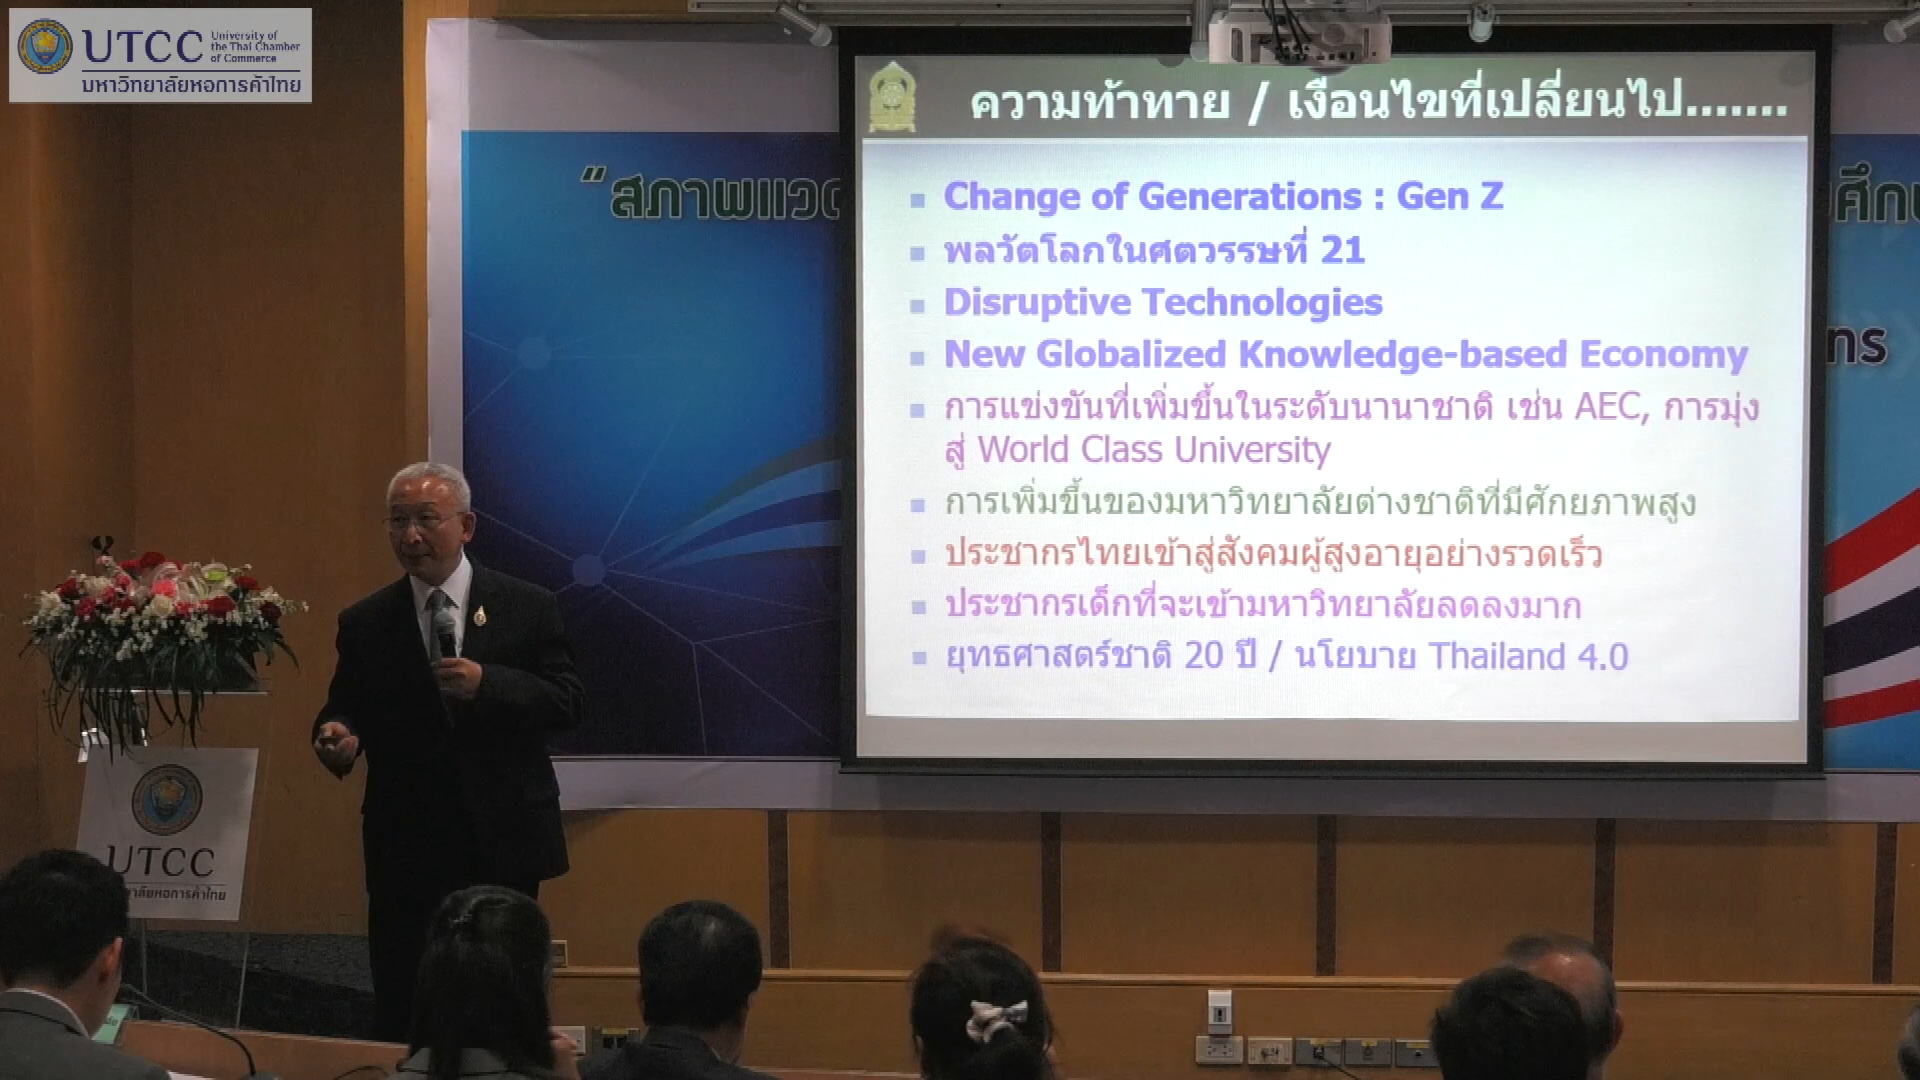 UTCC
University of
the Thai Chamber
of Commerce
มหาวิทยาลัยหอการค้าไทย
ความท้าทาย / เงื่อนไขที่เปลี่ยนไป.......
Change of Generations : Gen Z
พลวัตโลกในศตวรรษที่ 21
Disruptive Technologies
New Globalized Knowledge-based Economy
การแข่งขันที่เพิ่มขึ้นในระดับนานาชาติ เช่น AEC, การมุ่ง
สู่ World Class University
การเพิ่มขึ้นของมหาวิทยาลัยต่างชาติที่มีศักยภาพสูง
ประชากรไทยเข้าสู่สังคมผู้สูงอายุอย่างรวดเร็ว
ประชากรเด็กที่จะเข้ามหาวิทยาลัยลดลงมาก
ยุทธศาสตร์ชาติ 20 ปี / นโยบาย Thailand 4.0
“สภาพแวด
UTCC
าลัยหอการค้าไทย